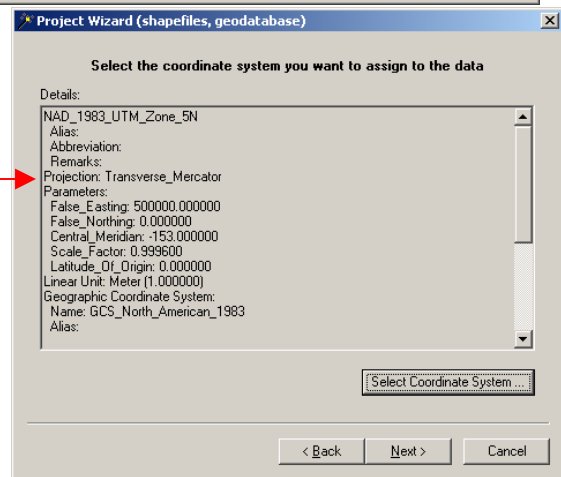 Project Wizard (shapefiles, geodatabase)
Select the coordinate system you want to assign to the data
Details:
NAD_1983_UTM_Zone_5N
Alias:
Abbreviation:
Remarks:
Projection: Transverse_Mercator
Parameters:
False_Easting: 500000.000000
False_Northing: 0.000000
Central_Meridian: -153.000000
Scale_Factor: 0.999600
Latitude_Of_Origin: 0.000000
Linear Unit: Meter (1.000000)
Geographic Coordinate System:
Name: GCS_North_American_1983
Alias:
Select Coordinate System ...
< Back Next > Cancel